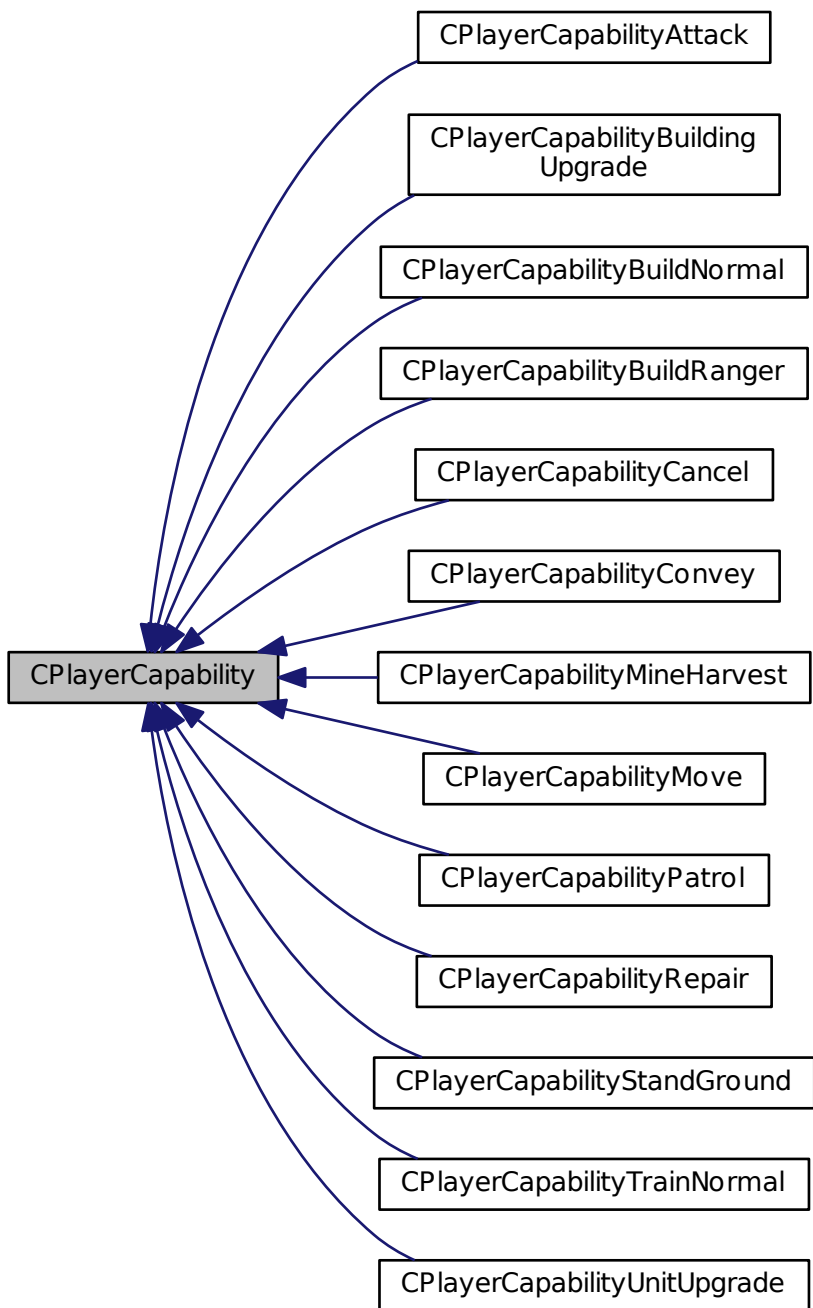 CPlayerCapabilityAttack
CPlayerCapabilityBuilding
Upgrade
CPlayerCapabilityBuildNormal
CPlayerCapabilityBuildRanger
CPlayerCapabilityCancel
CPlayerCapabilityConvey
CPlayerCapability
CPlayerCapabilityMineHarvest
CPlayerCapabilityMove
CPlayerCapabilityPatrol
CPlayerCapabilityRepair
CPlayerCapabilityStandGround
CPlayerCapabilityTrainNormal
CPlayerCapabilityUnitUpgrade